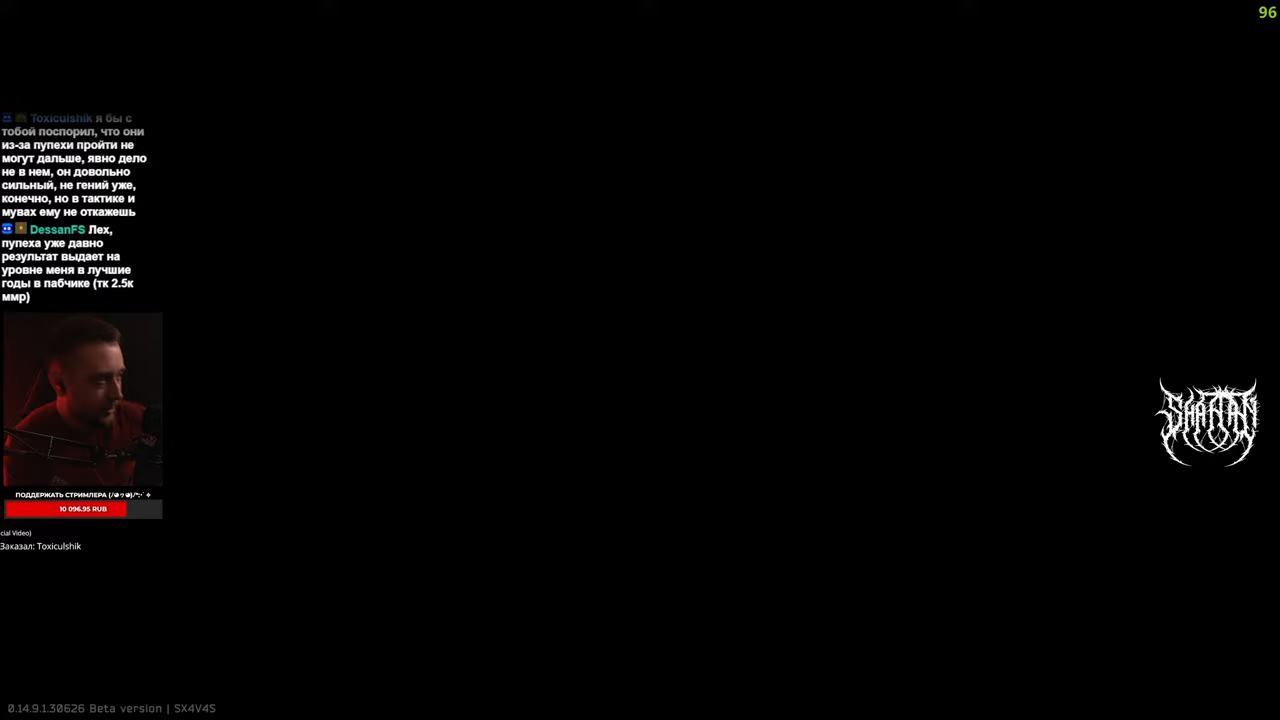 96
Toxiculshik я бы с
тобой поспорил, что они
из-за пупехи пройти не
могут дальше, явно дело
не в нем, он довольно
сильный, не гений уже,
конечно, но в тактике и
мувах ему не откажешь
DessanFS Лех,
пупеха уже давно
результат выдает на
уровне меня в лучшие
годы в пабчике (тк 2.5к
ммр)
ПОДДЕРЖАТЬ СТРИМЛЕРА
10 096.95 RUB
cial Video)
Заказал: Toxiculshik
0.14.9.1.30626 Beta version | SX4V4S